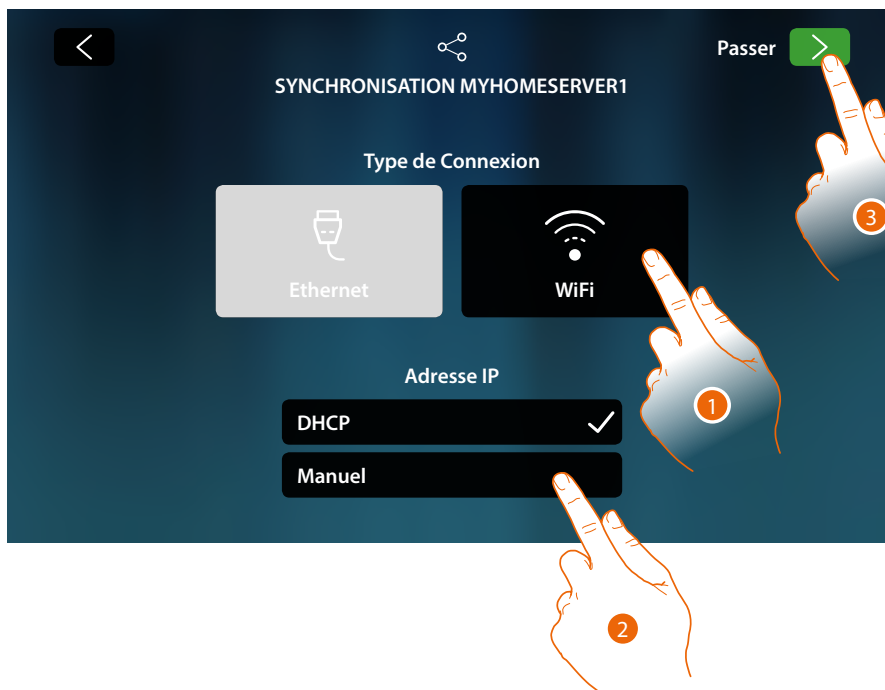 Passer
SYNCHRONISATION MYHOMESERVER1
Type de Connexion
Ethernet
WiFi
Adresse IP
DHCP
Manuel
1
2
3